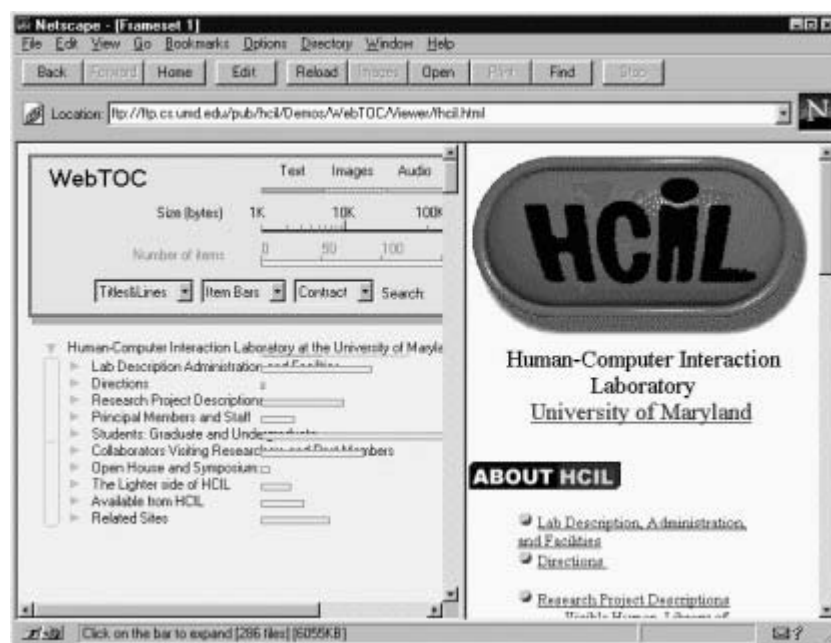 Netscape - [Frameset 1]
File Edit View Go Bookmarks Options Directory Window Help
Back Forward Home Edit Reload Images Open Print Find Stop
Location: ftp://ftp.cs.umd.edu/pub/hcil/Demos/WebTOC/Viewer/fhcil.html
N
WebTOC
Text Images Audio
Size (bytes) 1K 10K 100K
Number of items 0 50 100
Titles&Lines Item Bars Contract Search:
Human-Computer Interaction Laboratory at the University of Maryla
Lab Description Administration and Facilities
Directions
Research Project Descriptions
Principal Members and Staff
Students: Graduate and Undergraduate
Collaborators Visiting Researchers and Past Members
Open House and Symposium
The Lighter side of HCIL
Available from HCIL
Related Sites
HCIL
Human-Computer Interaction
Laboratory
University of Maryland
ABOUT HCIL
Lab Description, Administration,
and Facilities
Directions
Research Project Descriptions
Visible Human, Library of
Click on the bar to expand [286 files] [6055KB]